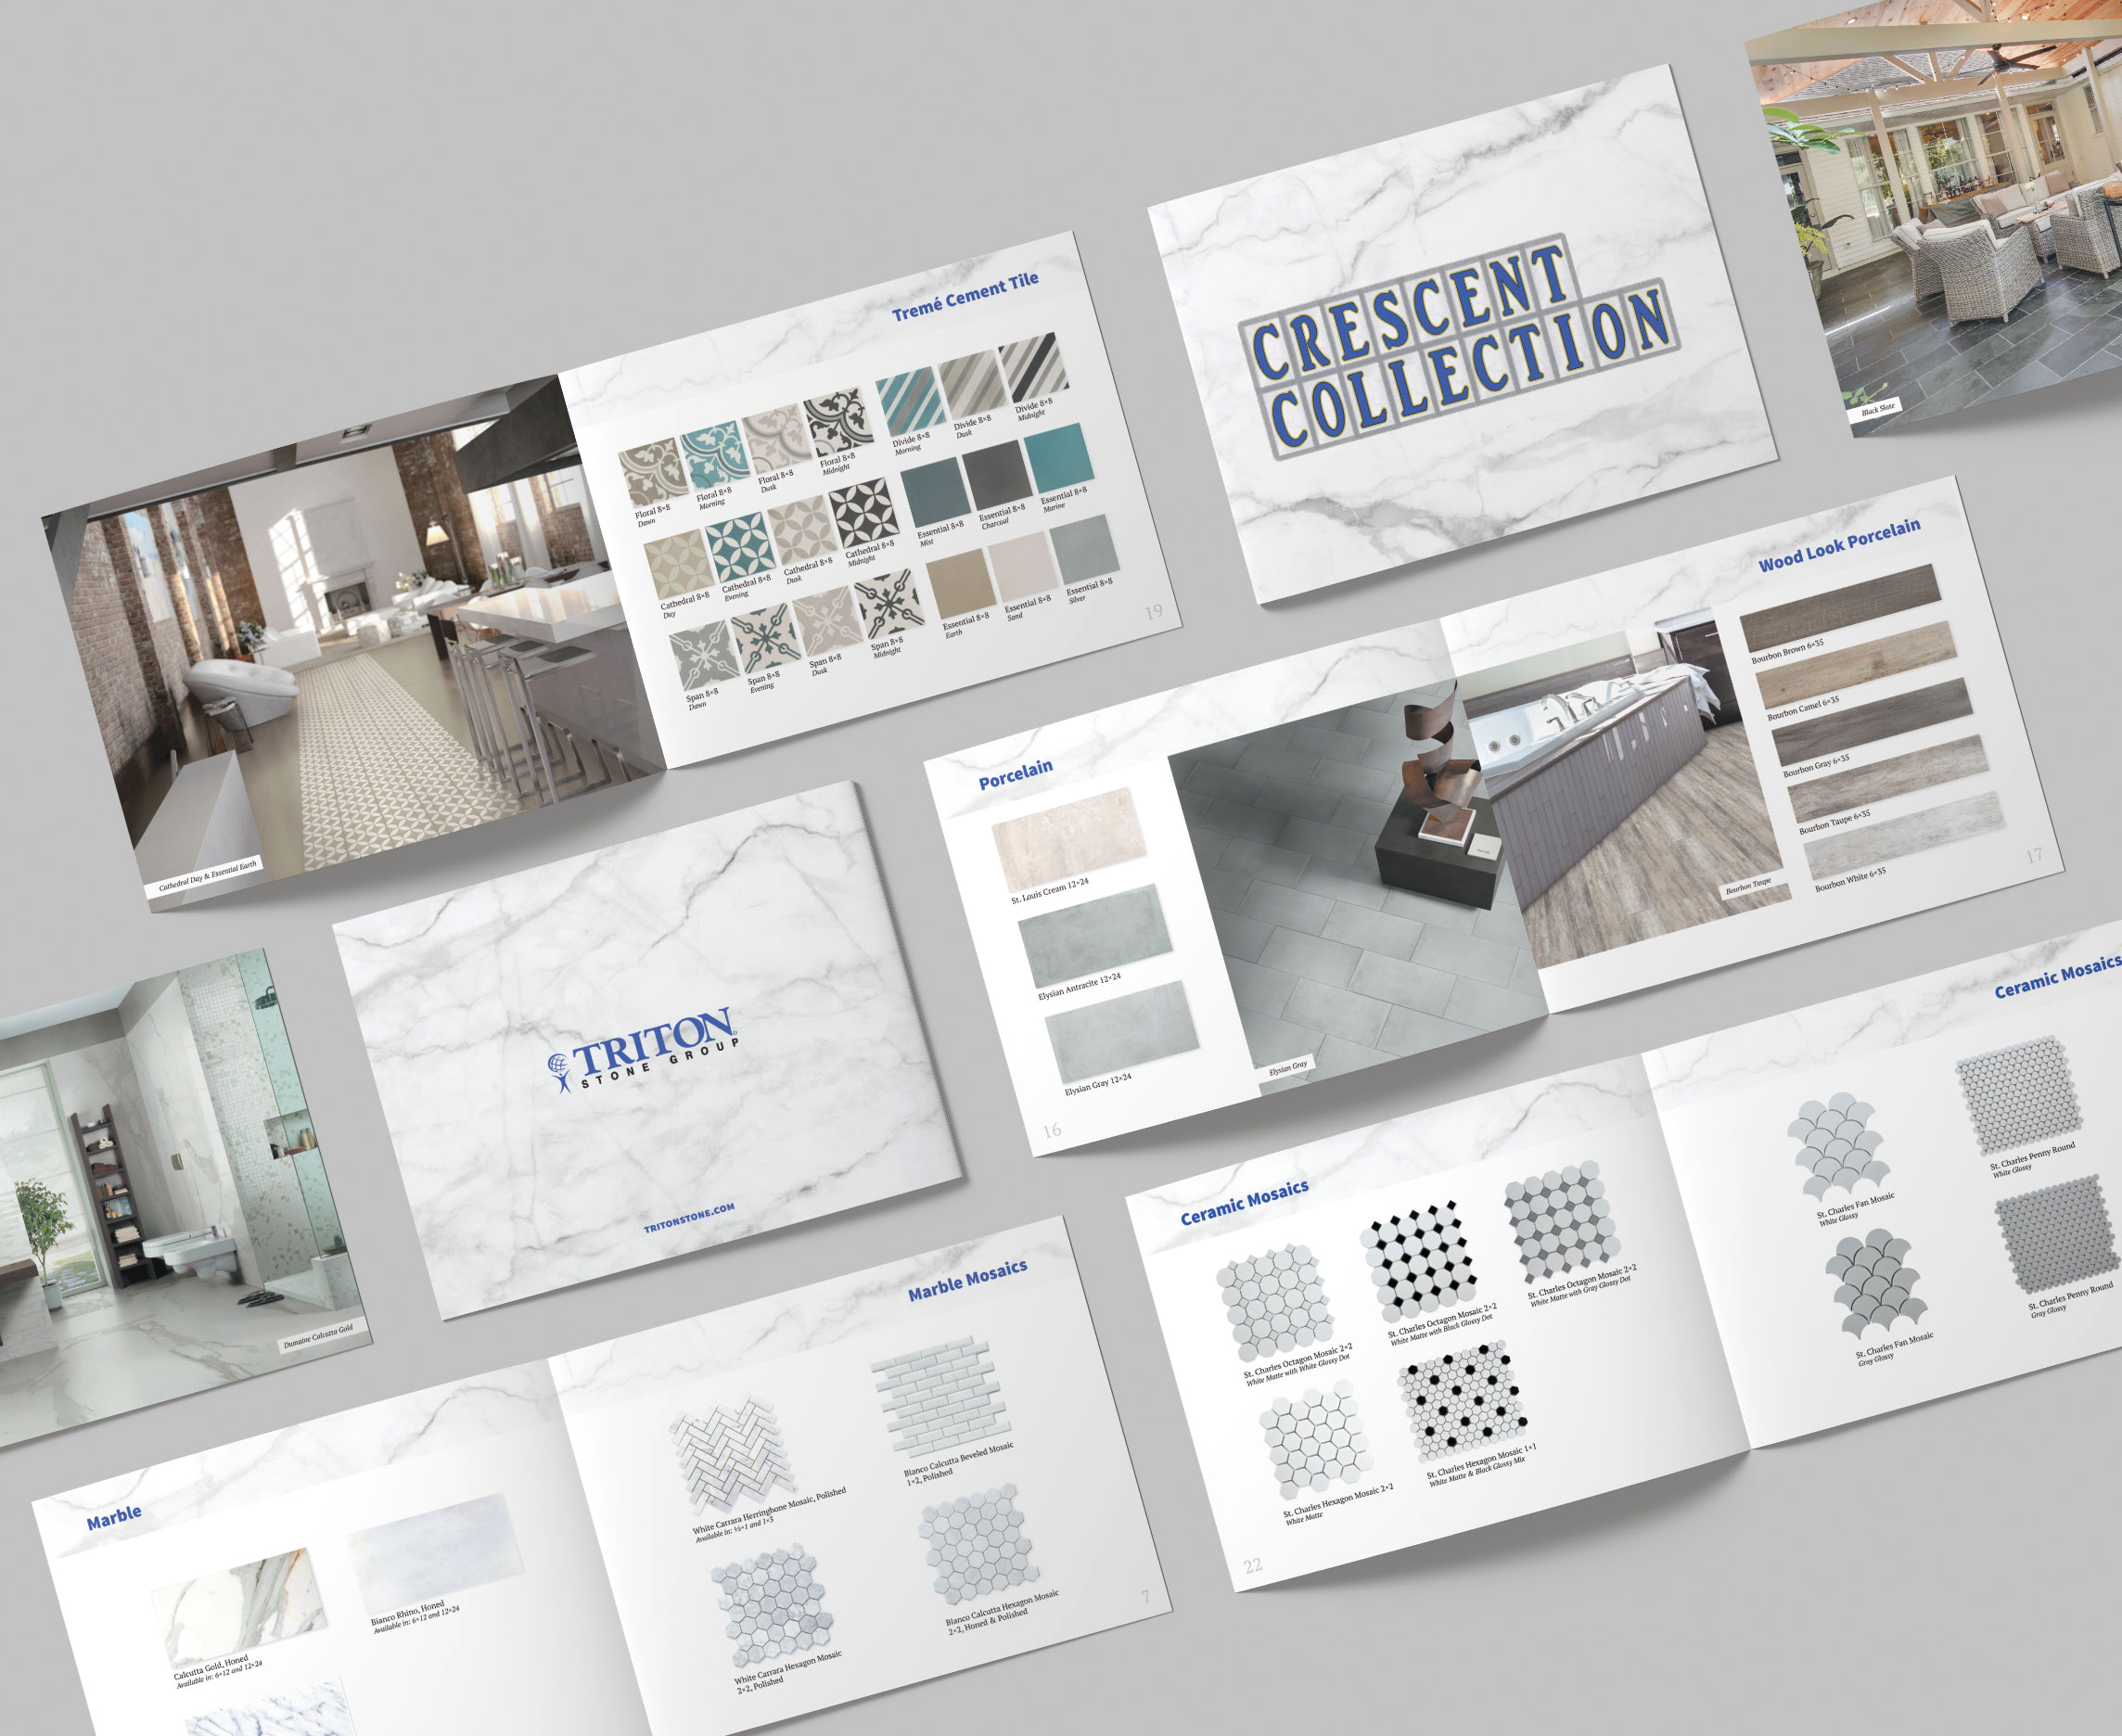 Tremé Cement Tile
Floral 8×8
Dawn
Floral 8×8
Morning
Floral 8×8
Dusk
Floral 8×8
Midnight
Divide 8×8
Morning
Divide 8×8
Dusk
Divide 8×8
Midnight
Cathedral 8×8
Day
Cathedral 8×8
Evening
Cathedral 8×8
Dusk
Cathedral 8×8
Midnight
Essential 8×8
Mist
Essential 8×8
Charcoal
Essential 8×8
Marine
Span 8×8
Dawn
Span 8×8
Evening
Span 8×8
Dusk
Span 8×8
Midnight
Essential 8×8
Earth
Essential 8×8
Sand
Essential 8×8
Silver
19
Cathedral Day & Essential Earth
CRESCENT
COLLECTION
Black Slate
Porcelain
St. Louis Cream 12×24
Elysian Antracite 12×24
Elysian Gray 12×24
16
Elysian Gray
Wood Look Porcelain
Bourbon Brown 6×35
Bourbon Camel 6×35
Bourbon Gray 6×35
Bourbon Taupe 6×35
Bourbon White 6×35
Bourbon Taupe
17
Dumaine Calcutta Gold
TRITON
STONE GROUP
TRITONSTONE.COM
Ceramic Mosaics
St. Charles Octagon Mosaic 2×2
White Matte with White Glossy Dot
St. Charles Octagon Mosaic 2×2
White Matte with Black Glossy Dot
St. Charles Octagon Mosaic 2×2
White Matte with Gray Glossy Dot
St. Charles Hexagon Mosaic 2×2
White Matte
St. Charles Hexagon Mosaic 1×1
White Matte & Black Glossy Mix
22
Ceramic Mosaics
St. Charles Fan Mosaic
White Glossy
St. Charles Penny Round
White Glossy
St. Charles Fan Mosaic
Gray Glossy
St. Charles Penny Round
Gray Glossy
Marble
Calcutta Gold, Honed
Available in: 6×12 and 12×24
Bianco Rhino, Honed
Available in: 6×12 and 12×24
Marble Mosaics
White Carrara Herringbone Mosaic, Polished
Available in: ½×1 and 1×3
Bianco Calcutta Beveled Mosaic
1×2, Polished
White Carrara Hexagon Mosaic
2×2, Polished
Bianco Calcutta Hexagon Mosaic
2×2, Honed & Polished
7